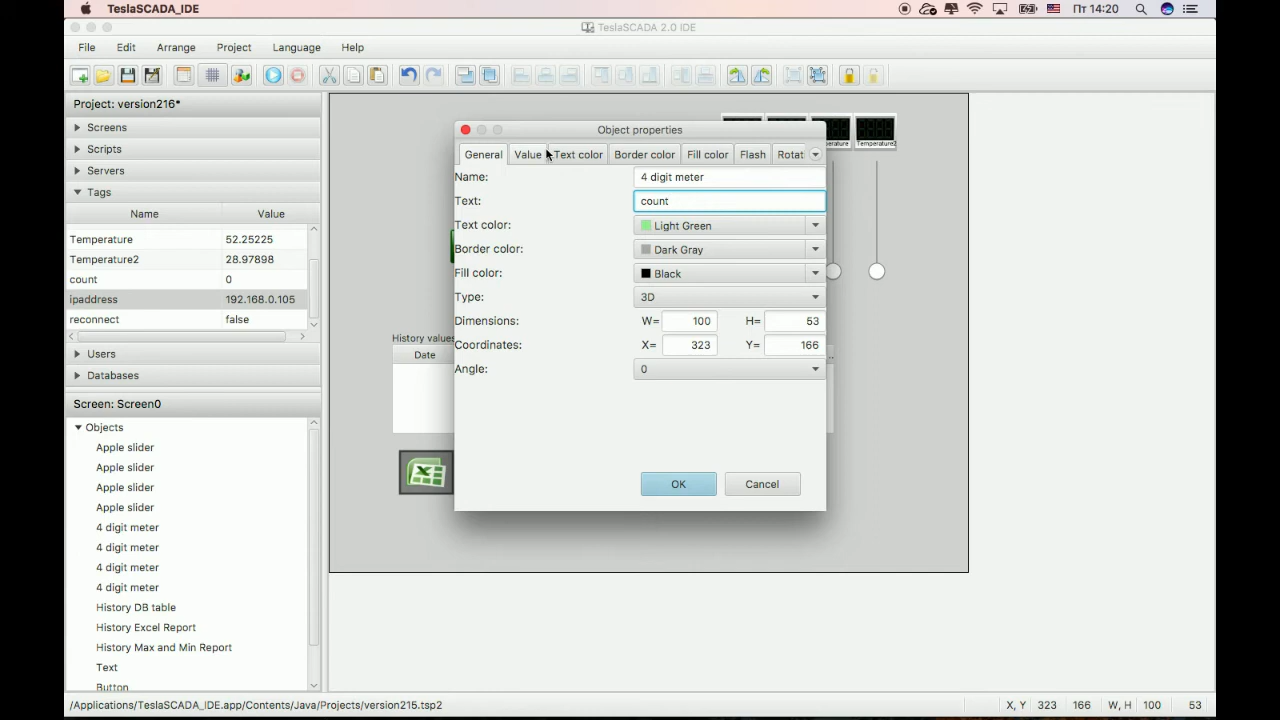 TeslaSCADA_IDE
Пт 14:20
TeslaSCADA 2.0 IDE
File Edit Arrange Project Language Help
Project: version216*
Screens
Scripts
Servers
Tags
Name Value
Temperature 52.25225
Temperature2 28.97898
count 0
ipaddress 192.168.0.105
reconnect false
Users
Databases
Screen: Screen0
Objects
Apple slider
Apple slider
Apple slider
Apple slider
4 digit meter
4 digit meter
4 digit meter
4 digit meter
History DB table
History Excel Report
History Max and Min Report
Text
Button
Temperature2
History values
Date
Object properties
General Value Text color Border color Fill color Flash Rotati
Name: 4 digit meter
Text: count
Text color: Light Green
Border color: Dark Gray
Fill color: Black
Type: 3D
Dimensions: W= 100 H= 53
Coordinates: X= 323 Y= 166
Angle: 0
OK Cancel
/Applications/TeslaSCADA_IDE.app/Contents/Java/Projects/version215.tsp2
X, Y 323 166 W, H 100 53